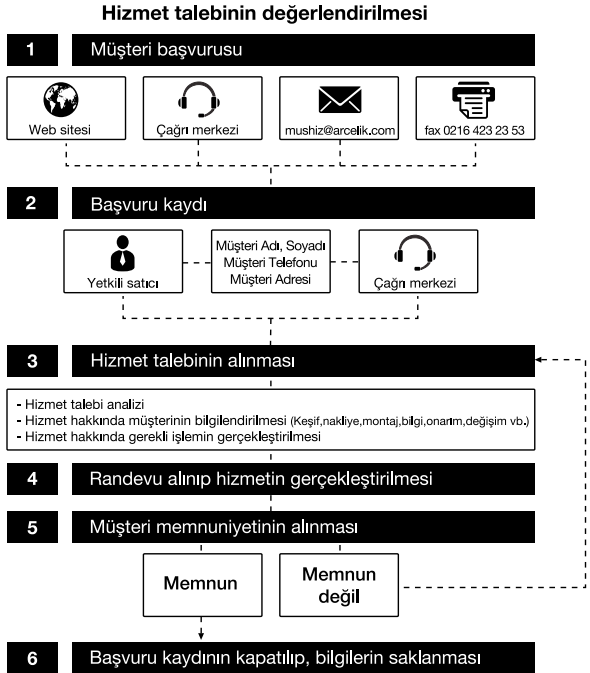 Hizmet talebinin değerlendirilmesi
1 Müşteri başvurusu
Web sitesi
Çağrı merkezi
mushiz@arcelik.com
fax 0216 423 23 53
2 Başvuru kaydı
Yetkili satıcı
Müşteri Adı, Soyadı
Müşteri Telefonu
Müşteri Adresi
Çağrı merkezi
3 Hizmet talebinin alınması
- Hizmet talebi analizi
- Hizmet hakkında müşterinin bilgilendirilmesi (Keşif,nakliye,montaj,bilgi,onarım,değişim vb.)
- Hizmet hakkında gerekli işlemin gerçekleştirilmesi
4 Randevu alınıp hizmetin gerçekleştirilmesi
5 Müşteri memnuniyetinin alınması
Memnun
Memnun
değil
6 Başvuru kaydının kapatılıp, bilgilerin saklanması